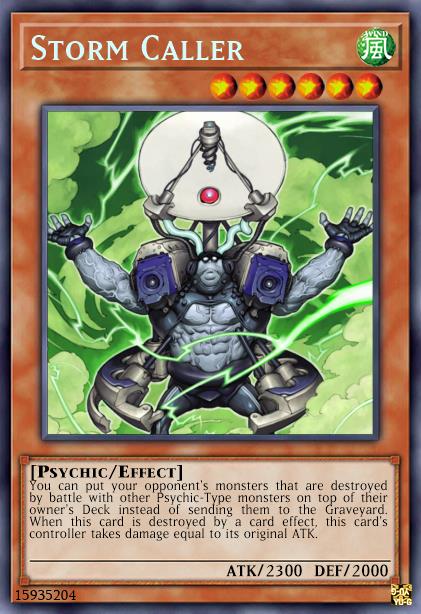 STORM CALLER
WIND
風
[PSYCHIC/EFFECT]
You can put your opponent's monsters that are destroyed
by battle with other Psychic-Type monsters on top of their
owner's Deck instead of sending them to the Graveyard.
When this card is destroyed by a card effect, this card's
controller takes damage equal to its original ATK.
ATK/2300 DEF/2000
15935204